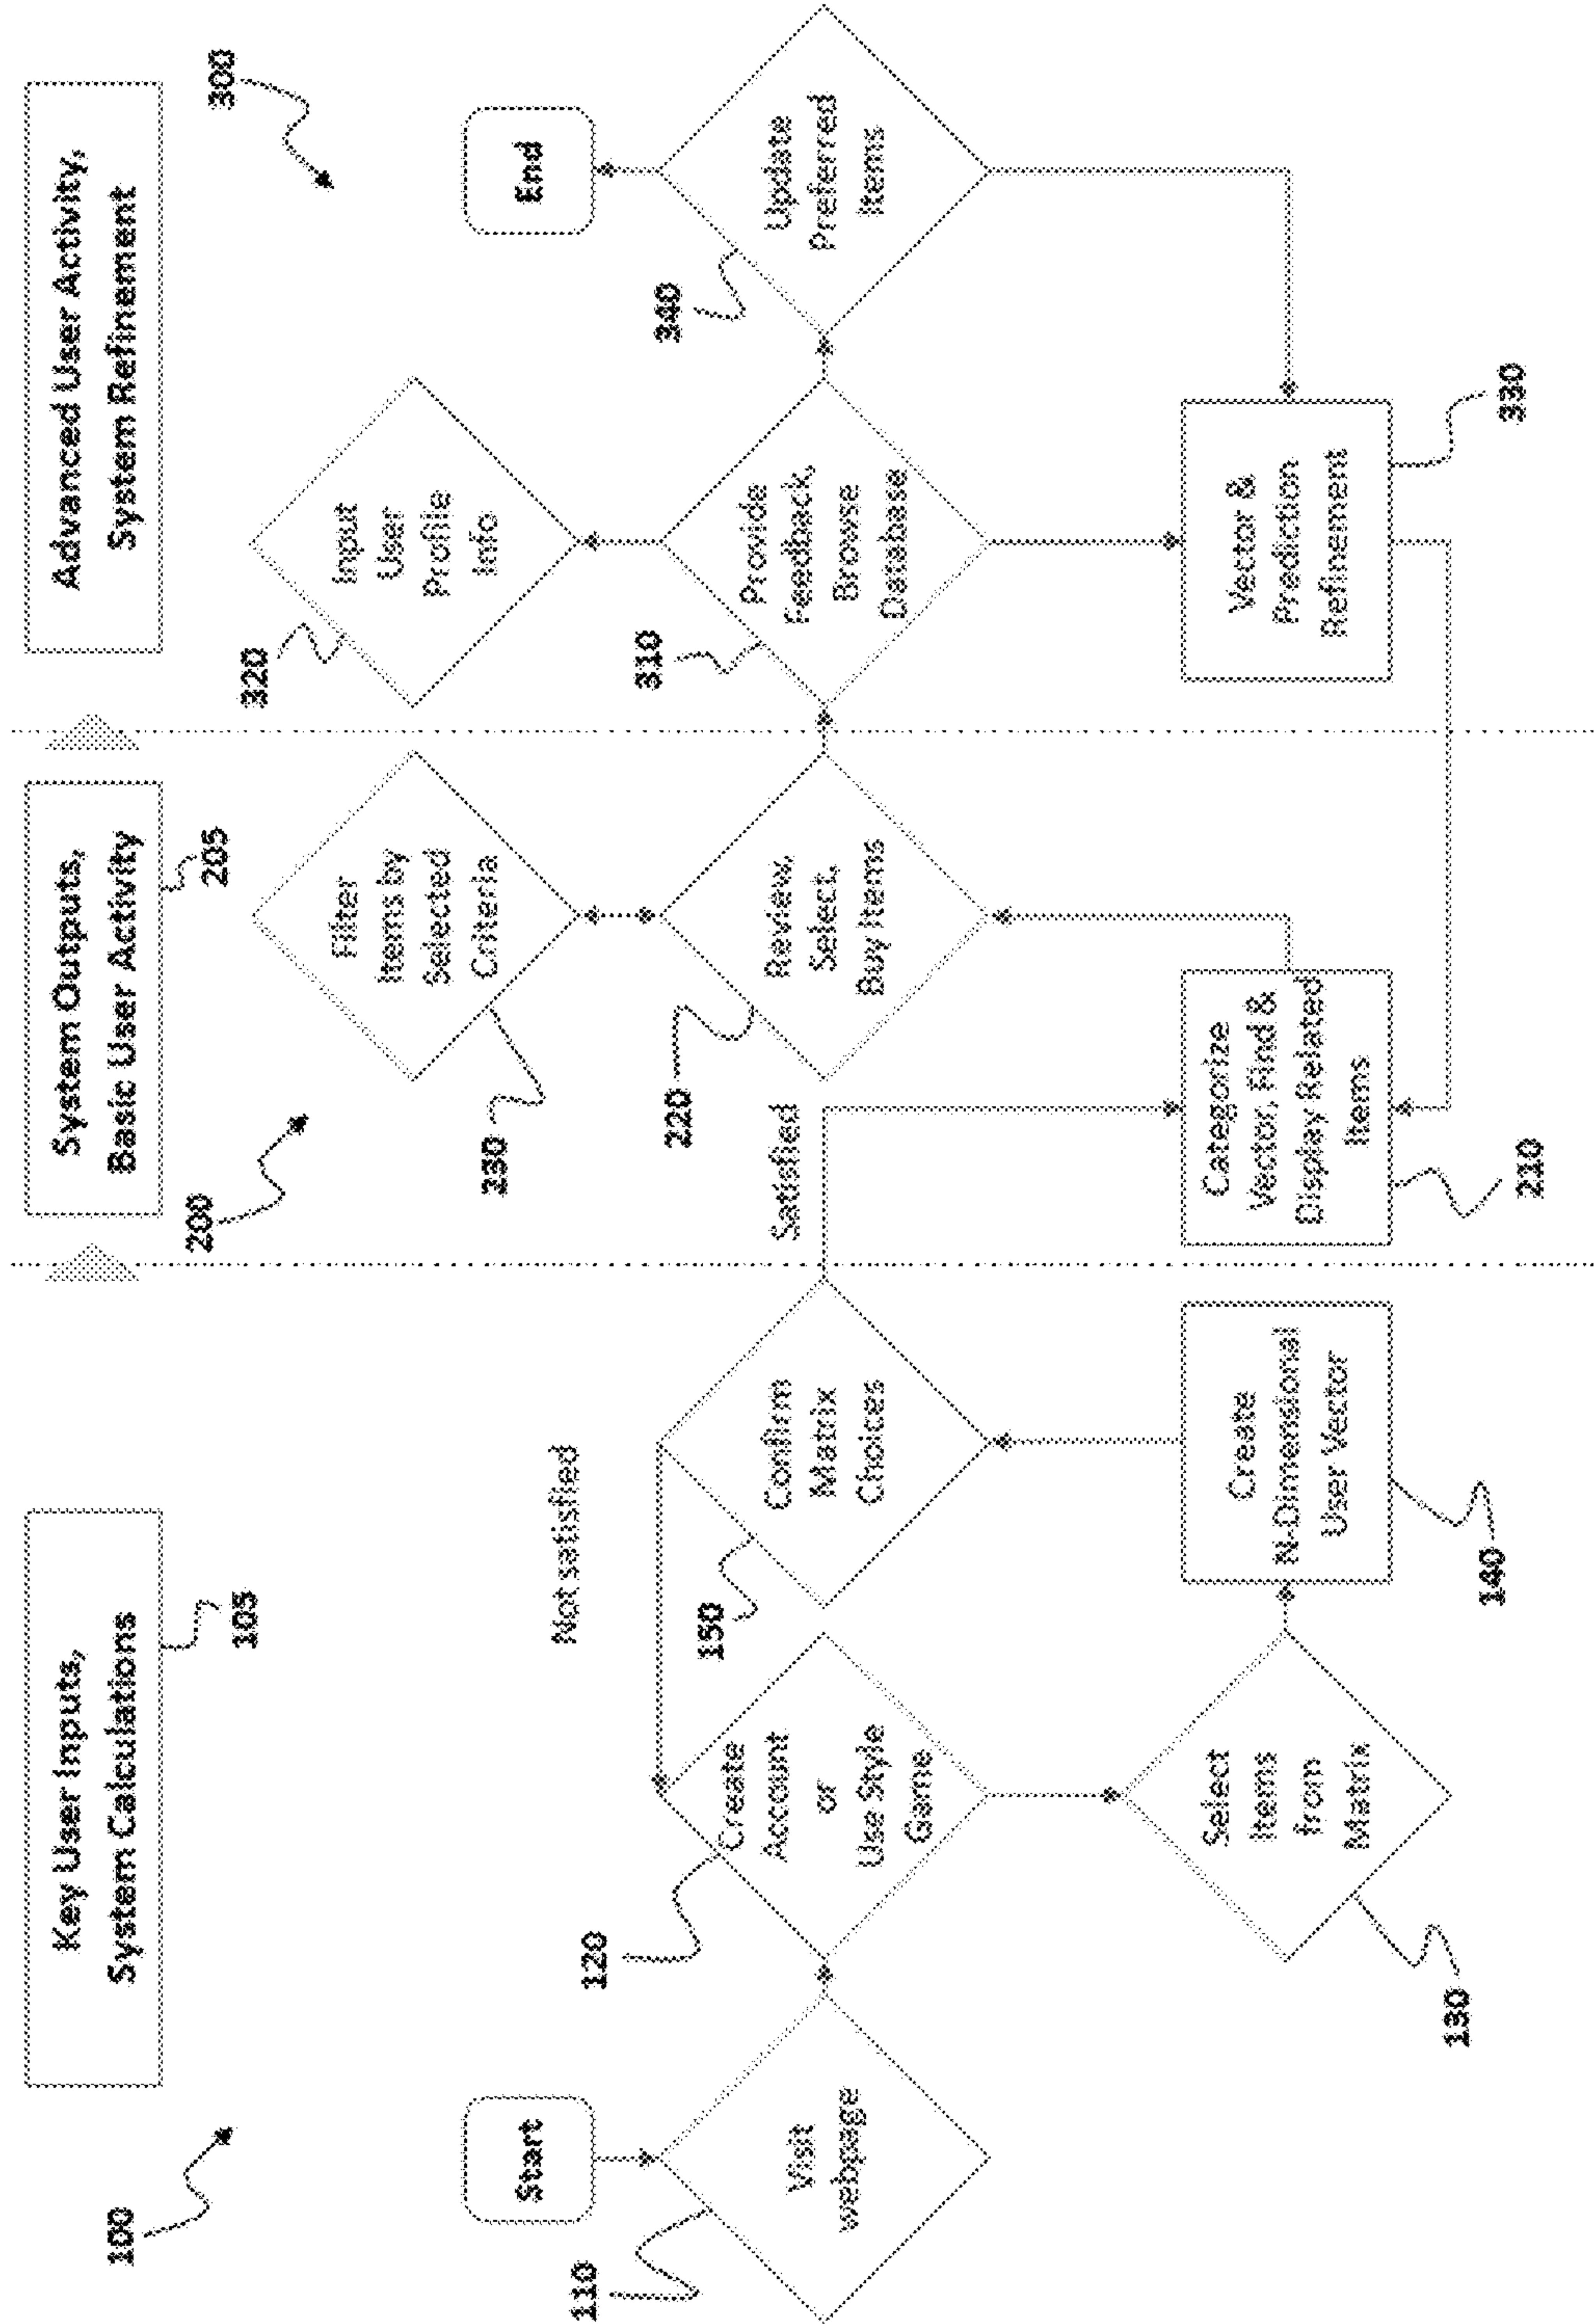 Key User Inputs,
System Calculations
105
System Outputs,
Basic User Activity
205
Advanced User Activity,
System Refinement
100
200
300
Start
110
Visit
webpage
120
Create
Account
or
Use Style
Game
130
Select
Items
from
Matrix
140
Create
N-Dimensional
User Vector
150
Confirm
Matrix
Choices
Not satisfied
Satisfied
210
Categorize
Vector, Find &
Display Related
Items
220
Review,
Select,
Buy Items
230
Filter
Items by
Selected
Criteria
310
Provide
Feedback,
Browse
Database
320
Input
User
Profile
Info
330
Vector &
Prediction
Refinement
340
Update
Preferred
Items
End